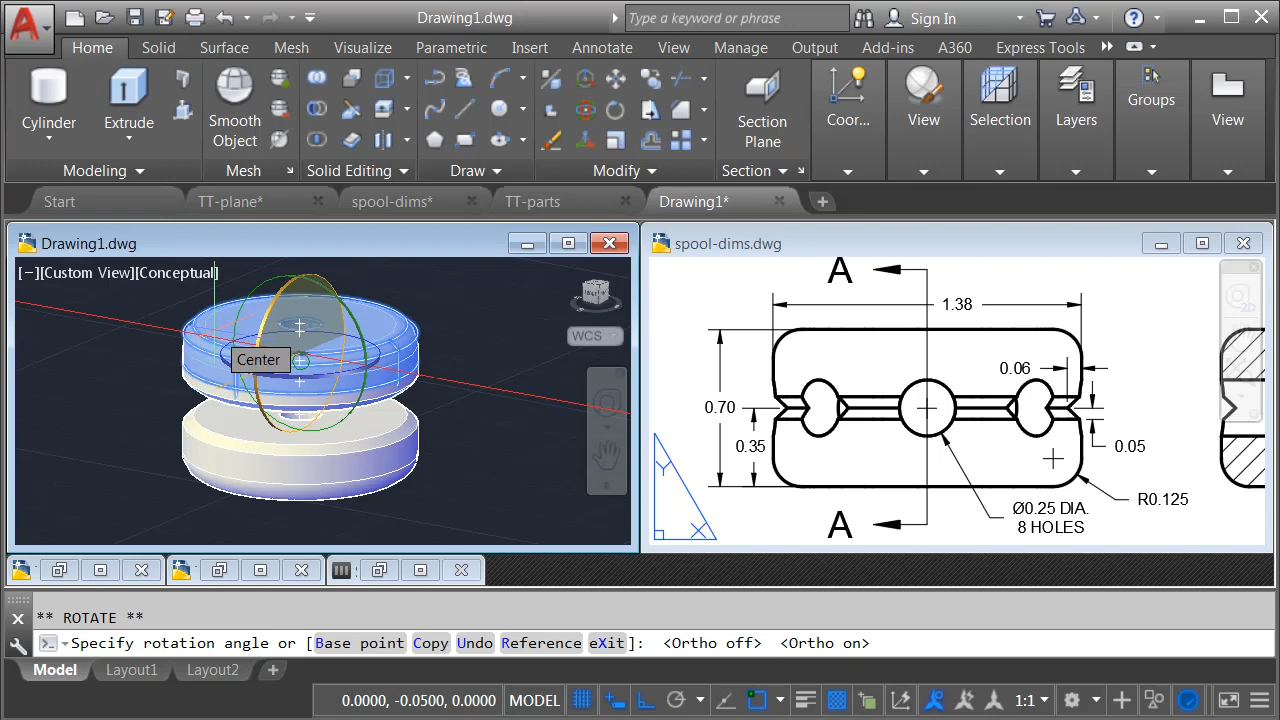 Drawing1.dwg
Type a keyword or phrase
Sign In
Home Solid Surface Mesh Visualize Parametric Insert Annotate View Manage Output Add-ins A360 Express Tools
Cylinder Extrude Smooth Object Section Plane Coor... View Selection Layers Groups View
Modeling Mesh Solid Editing Draw Modify Section
Start TT-plane* spool-dims* TT-parts Drawing1*
Drawing1.dwg
[−][Custom View][Conceptual]
WCS
Center
spool-dims.dwg
A
1.38
0.06
0.70
0.35
0.05
R0.125
Ø0.25 DIA.
8 HOLES
A
Y
X
** ROTATE **
Specify rotation angle or [Base point Copy Undo Reference eXit]: <Ortho off> <Ortho on>
Model Layout1 Layout2
0.0000, -0.0500, 0.0000 MODEL 1:1